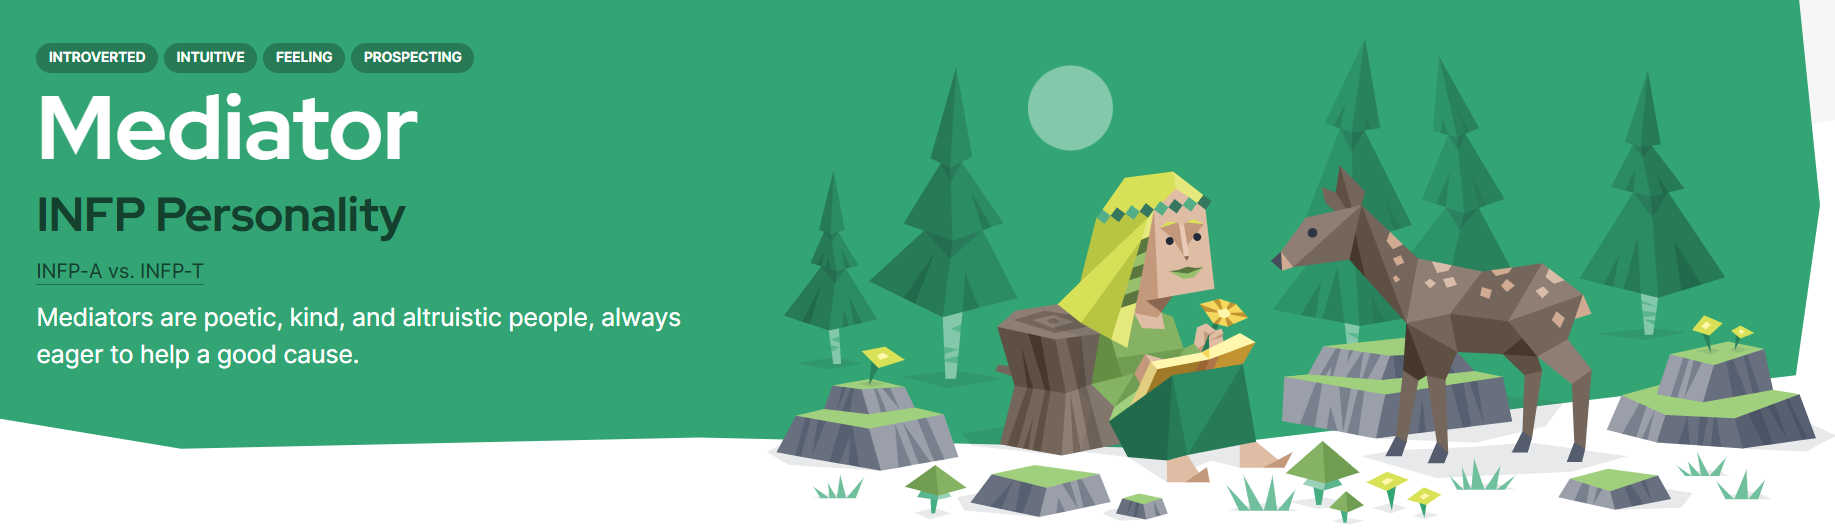 INTROVERTED INTUITIVE FEELING PROSPECTING
Mediator
INFP Personality
INFP-A vs. INFP-T
Mediators are poetic, kind, and altruistic people, always
eager to help a good cause.